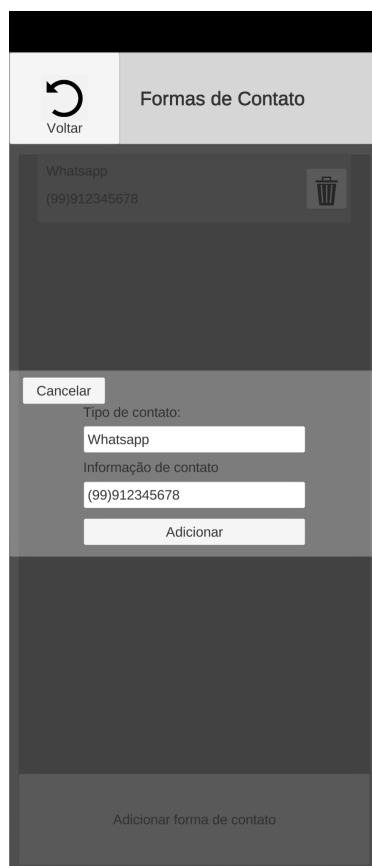 Formas de Contato
Voltar
Whatsapp
(99)912345678
Cancelar
Tipo de contato:
Whatsapp
Informação de contato
(99)912345678
Adicionar
Adicionar forma de contato